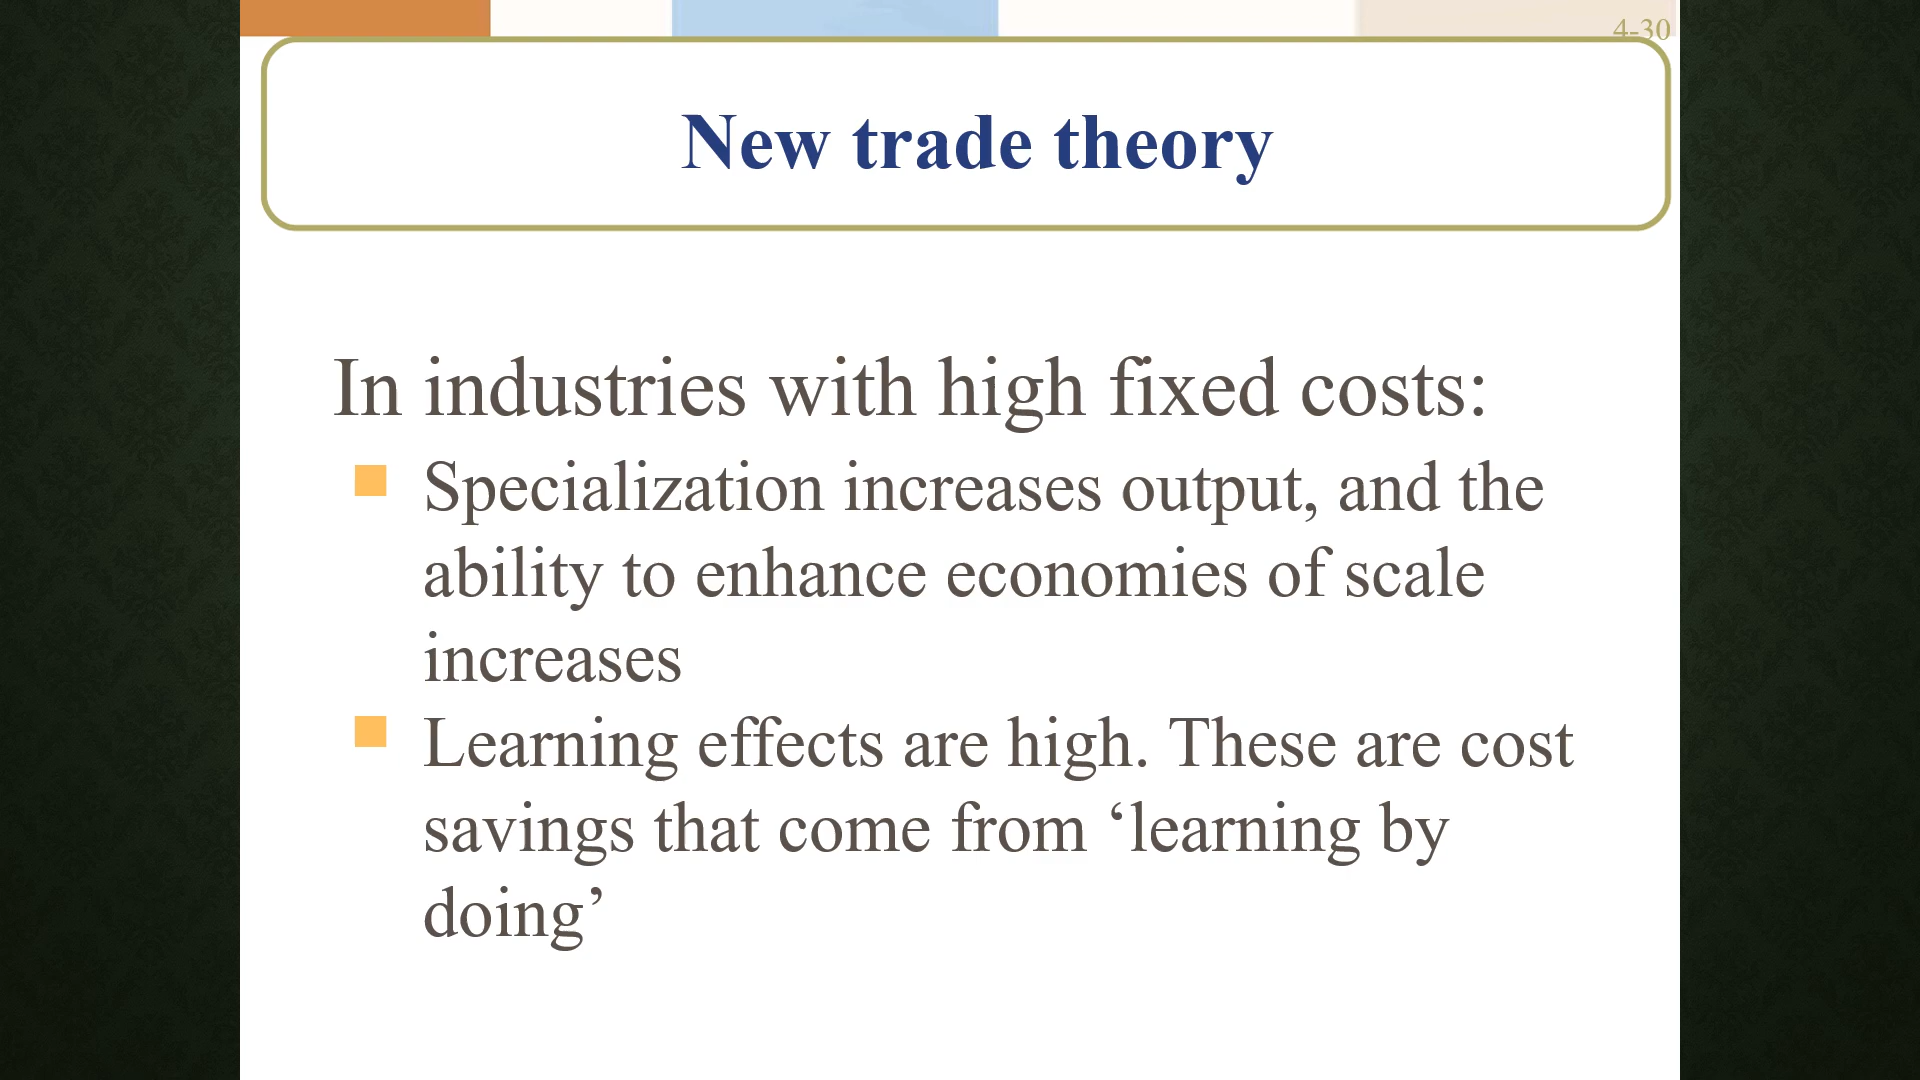 4-30
New trade theory
In industries with high fixed costs:
Specialization increases output, and the
ability to enhance economies of scale
increases
Learning effects are high. These are cost
savings that come from ‘learning by
doing’